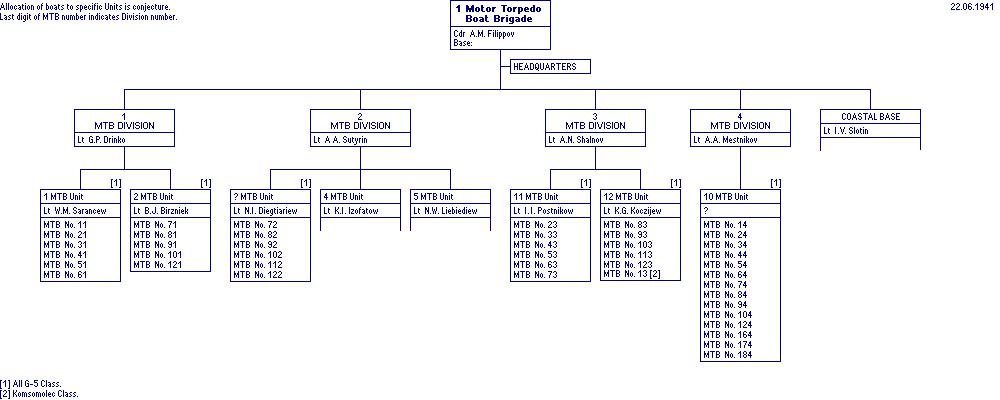 Allocation of boats to specific Units is conjecture.
Last digit of MTB number indicates Division number.
22.06.1941
1 Motor Torpedo
Boat Brigade
Cdr A.M. Filippov
Base:
HEADQUARTERS
1
MTB DIVISION
Lt G.P. Drinko
2
MTB DIVISION
Lt A A. Sutyrin
3
MTB DIVISION
Lt A.N. Shalnov
4
MTB DIVISION
Lt A.A. Mestnikov
COASTAL BASE
Lt I.V. Slotin
[1]
1 MTB Unit
Lt W.M. Sarancew
MTB No. 11
MTB No. 21
MTB No. 31
MTB No. 41
MTB No. 51
MTB No. 61
[1]
2 MTB Unit
Lt B.J. Birzniek
MTB No. 71
MTB No. 81
MTB No. 91
MTB No. 101
MTB No. 121
[1]
? MTB Unit
Lt N.I. Diegtiariew
MTB No. 72
MTB No. 82
MTB No. 92
MTB No. 102
MTB No. 112
MTB No. 122
4 MTB Unit
Lt K.I. Izofatow
5 MTB Unit
Lt N.W. Liebiediew
[1]
11 MTB Unit
Lt I.I. Postnikow
MTB No. 23
MTB No. 33
MTB No. 43
MTB No. 53
MTB No. 63
MTB No. 73
[1]
12 MTB Unit
Lt K.G. Koczijew
MTB No. 83
MTB No. 93
MTB No. 103
MTB No. 113
MTB No. 123
MTB No. 13 [2]
[1]
10 MTB Unit
?
MTB No. 14
MTB No. 24
MTB No. 34
MTB No. 44
MTB No. 54
MTB No. 64
MTB No. 74
MTB No. 84
MTB No. 94
MTB No. 104
MTB No. 124
MTB No. 164
MTB No. 174
MTB No. 184
[1] All G-5 Class.
[2] Komsomolec Class.